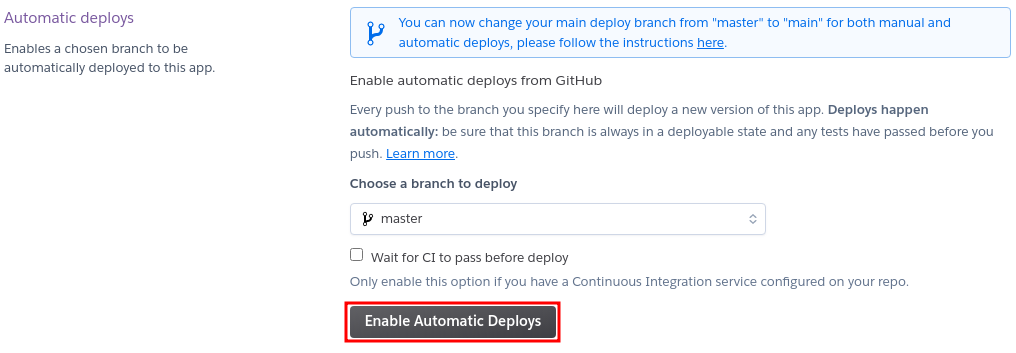 Automatic deploys
Enables a chosen branch to be
automatically deployed to this app.
You can now change your main deploy branch from "master" to "main" for both manual and
automatic deploys, please follow the instructions here.
Enable automatic deploys from GitHub
Every push to the branch you specify here will deploy a new version of this app. Deploys happen
automatically: be sure that this branch is always in a deployable state and any tests have passed before you
push. Learn more.
Choose a branch to deploy
master
Wait for CI to pass before deploy
Only enable this option if you have a Continuous Integration service configured on your repo.
Enable Automatic Deploys